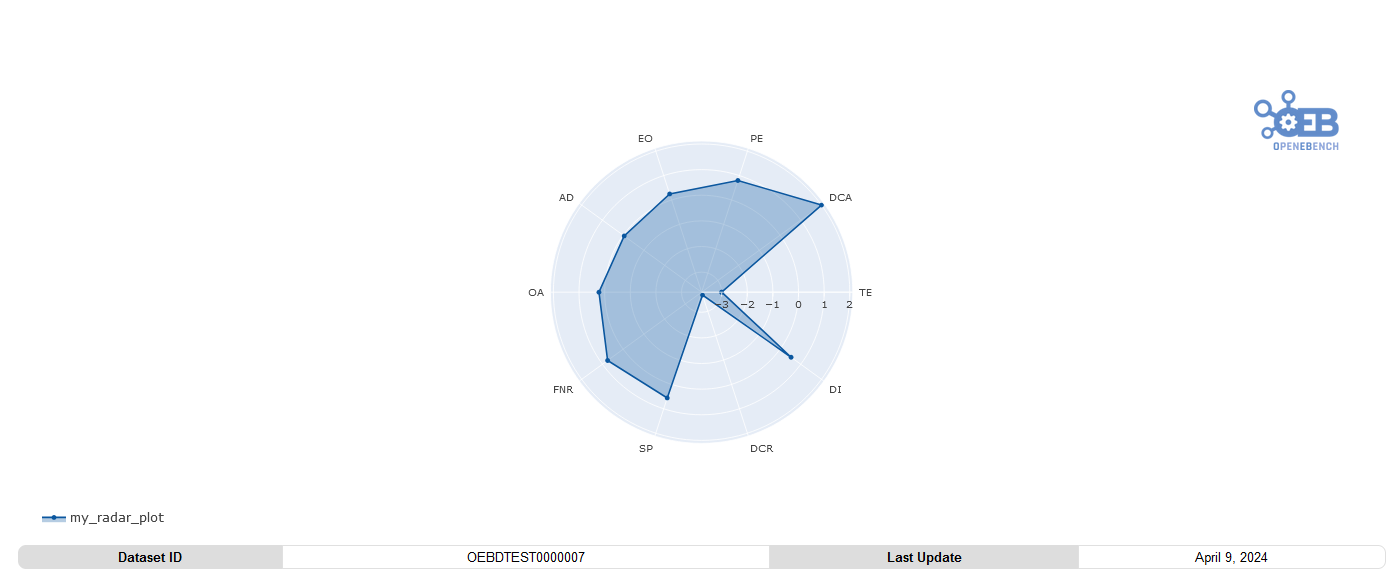 EO
PE
OEB
OPENEBENCH
AD
DCA
OA
TE
−3 −2 −1 0 1 2
FNR
DI
SP
DCR
my_radar_plot
Dataset ID OEBDTEST0000007 Last Update April 9, 2024